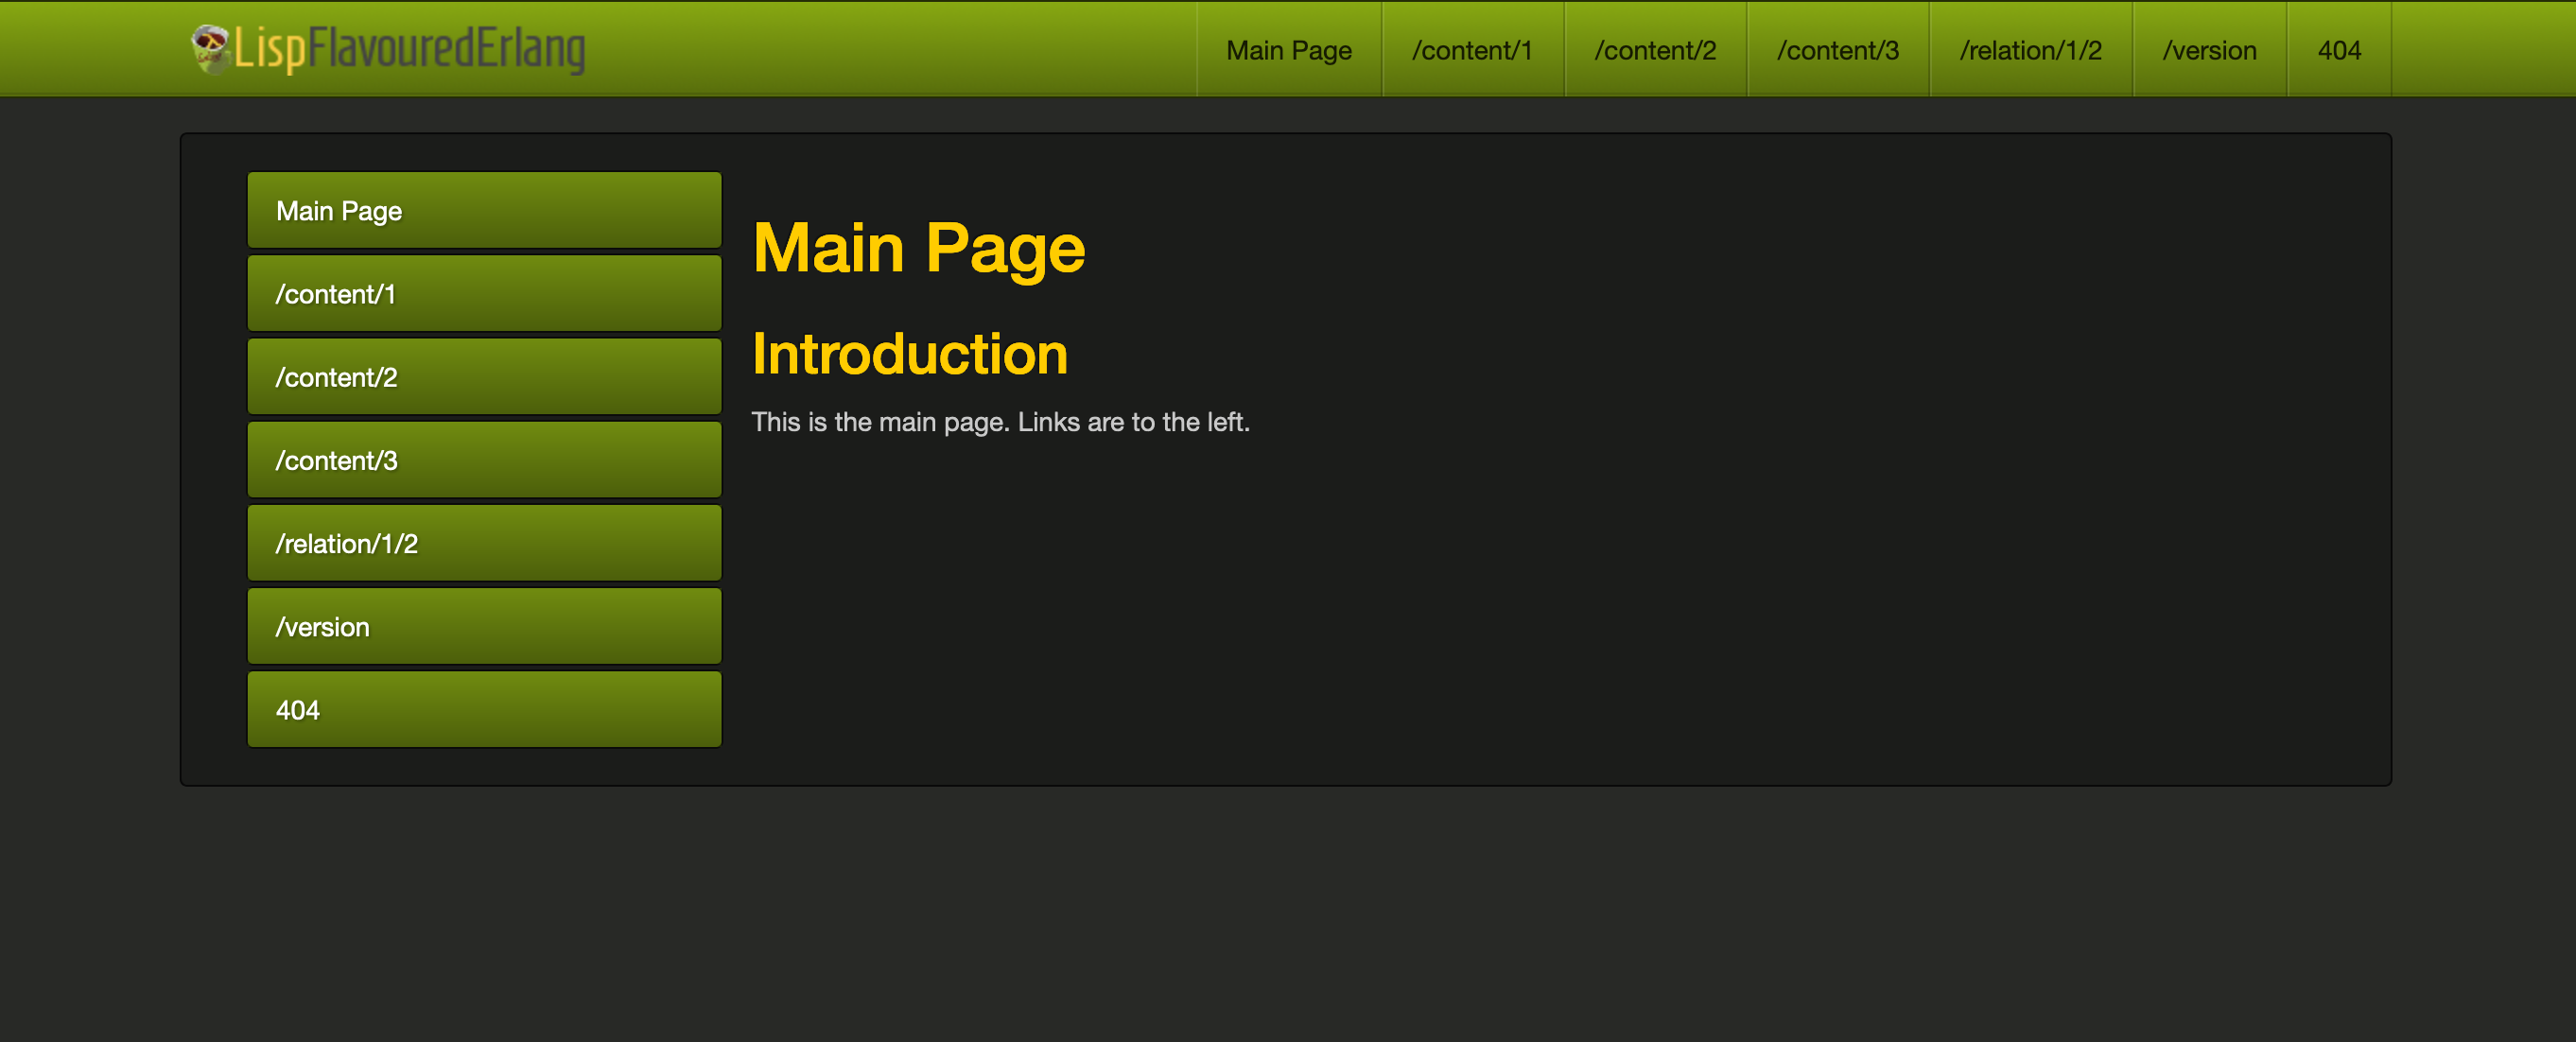 LispFlavouredErlang
Main Page /content/1 /content/2 /content/3 /relation/1/2 /version 404
Main Page
/content/1
/content/2
/content/3
/relation/1/2
/version
404
Main Page
Introduction
This is the main page. Links are to the left.